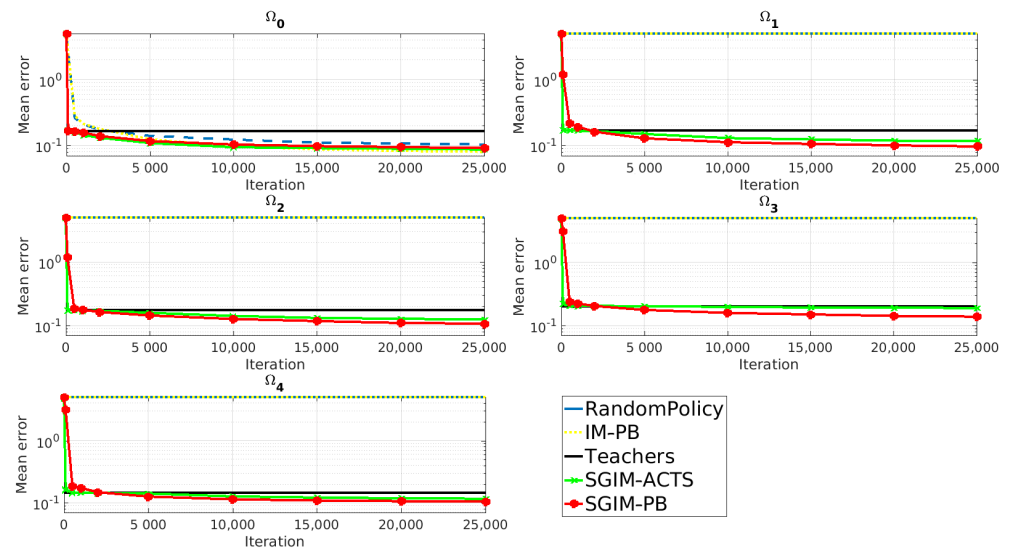 Ω0
Mean error
10^0
10^-1
0 5 000 10,000 15,000 20,000 25,000
Iteration
Ω1
Mean error
10^0
10^-1
0 5 000 10,000 15,000 20,000 25,000
Iteration
Ω2
Mean error
10^0
10^-1
0 5 000 10,000 15,000 20,000 25,000
Iteration
Ω3
Mean error
10^0
10^-1
0 5 000 10,000 15,000 20,000 25,000
Iteration
Ω4
Mean error
10^0
10^-1
0 5 000 10,000 15,000 20,000 25,000
Iteration
RandomPolicy
IM-PB
Teachers
SGIM-ACTS
SGIM-PB